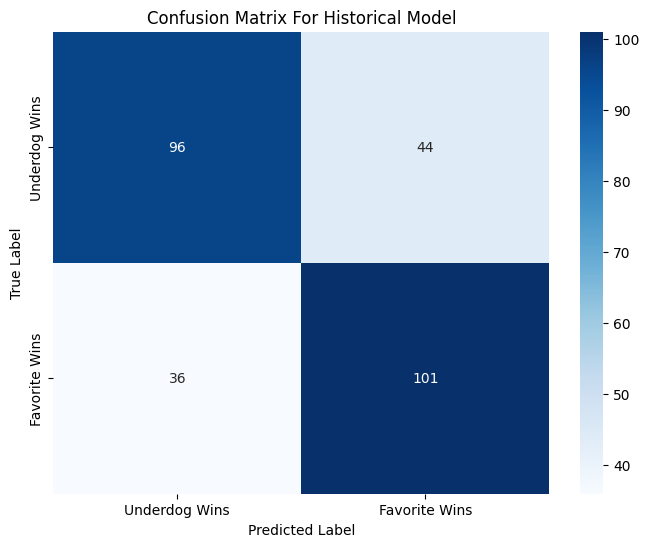 Confusion Matrix For Historical Model
True Label
Underdog Wins
96
44
Favorite Wins
36
101
Underdog Wins
Favorite Wins
Predicted Label
100
90
80
70
60
50
40